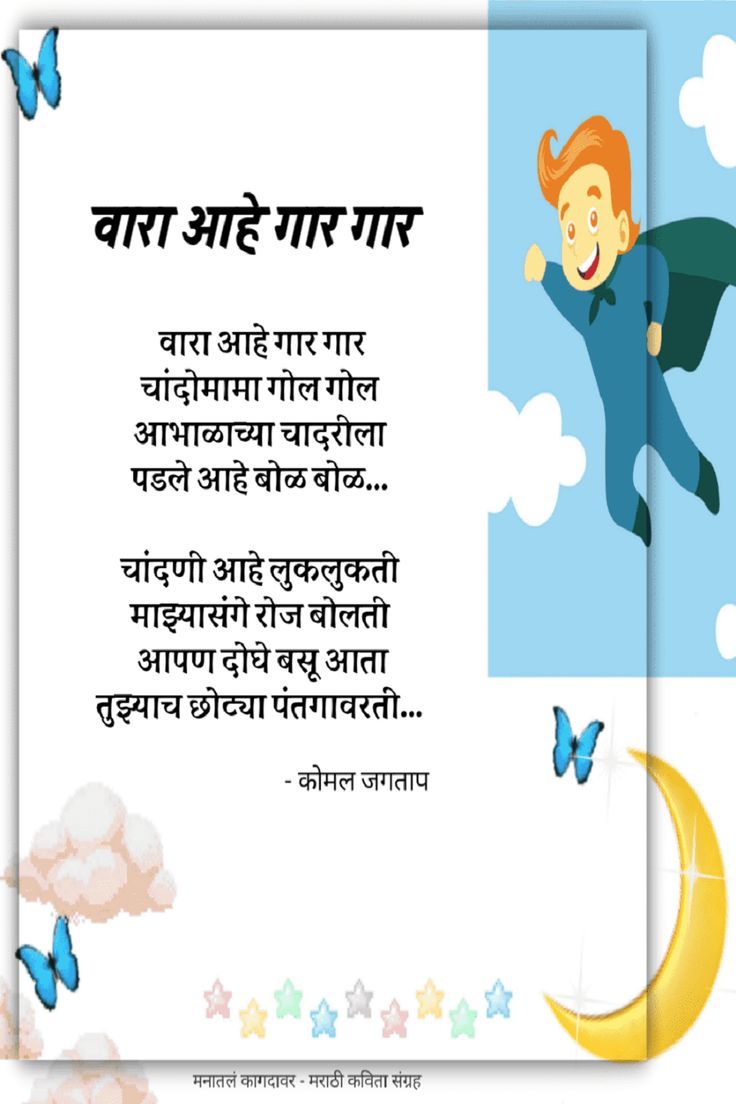 वारा आहे गार गार
वारा आहे गार गार
चांदोमामा गोल गोल
आभाळाच्या चादरीला
पडले आहे बोळ बोळ...
चांदणी आहे लुकलुकती
माझ्यासंगे रोज बोलती
आपण दोघे बसू आता
तुझ्याच छोट्या पंतगावरती...
- कोमल जगताप
मनातलं कागदावर - मराठी कविता संग्रह